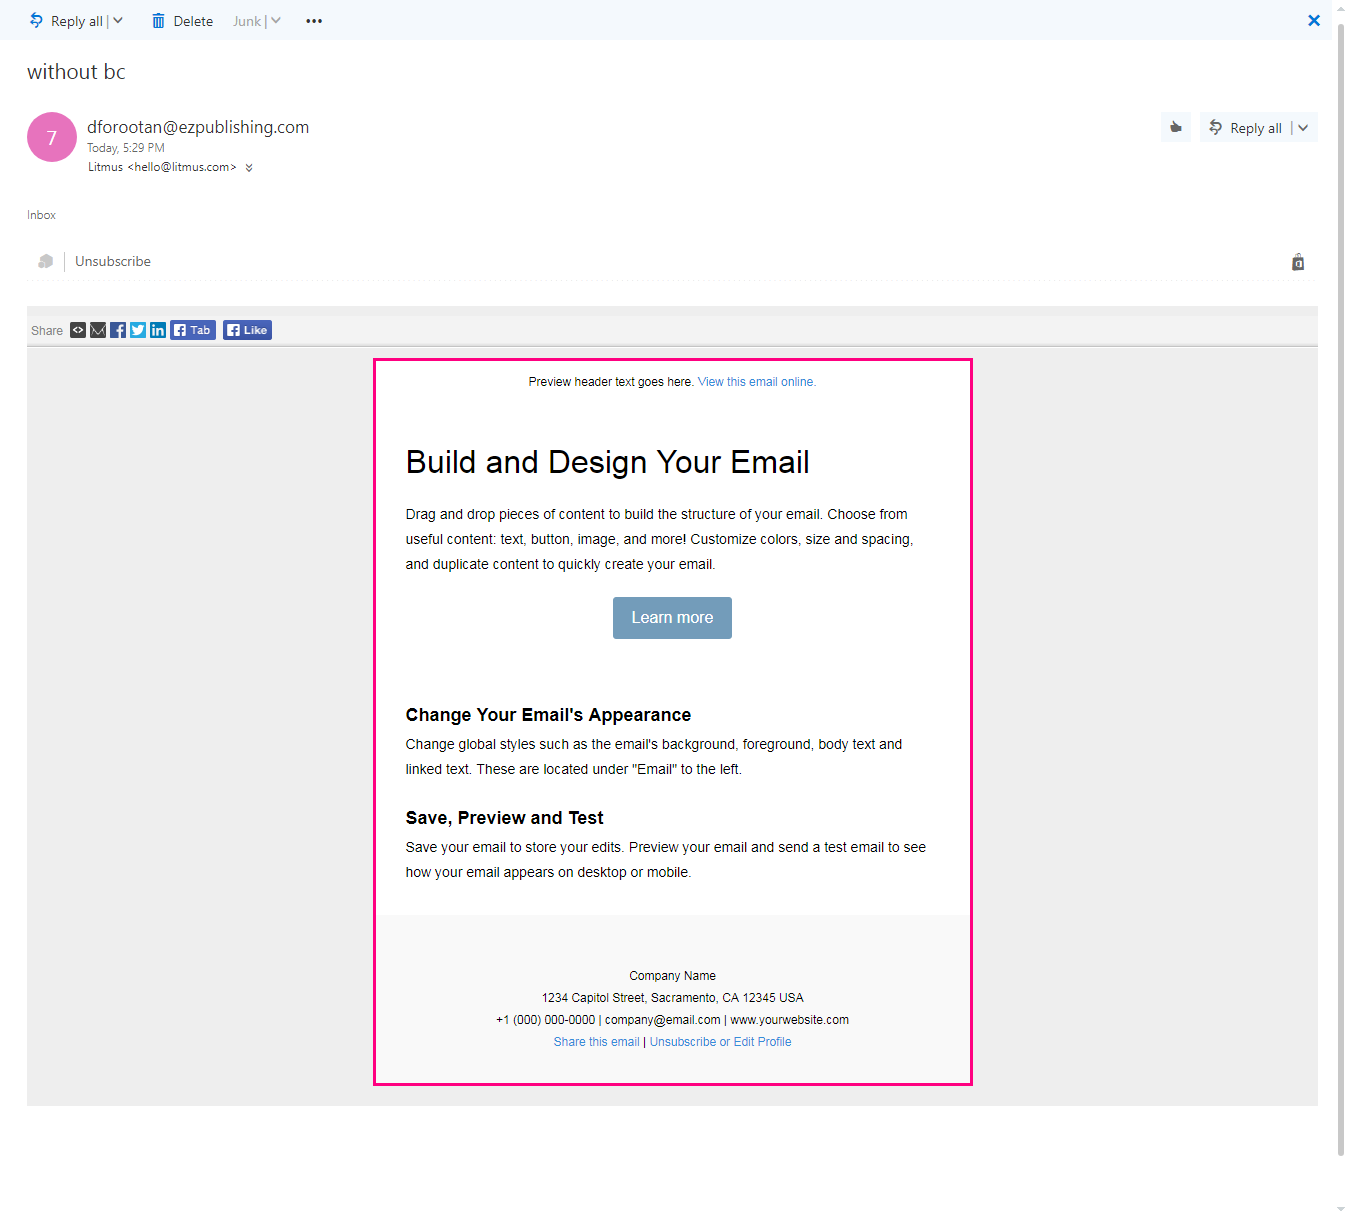 Reply all | Delete Junk | •••
without bc
7
dforootan@ezpublishing.com
Today, 5:29 PM
Litmus <hello@litmus.com>
Reply all |
Inbox
Unsubscribe
Share Tab Like
Preview header text goes here. View this email online.
Build and Design Your Email
Drag and drop pieces of content to build the structure of your email. Choose from
useful content: text, button, image, and more! Customize colors, size and spacing,
and duplicate content to quickly create your email.
Learn more
Change Your Email's Appearance
Change global styles such as the email's background, foreground, body text and
linked text. These are located under "Email" to the left.
Save, Preview and Test
Save your email to store your edits. Preview your email and send a test email to see
how your email appears on desktop or mobile.
Company Name
1234 Capitol Street, Sacramento, CA 12345 USA
+1 (000) 000-0000 | company@email.com | www.yourwebsite.com
Share this email | Unsubscribe or Edit Profile